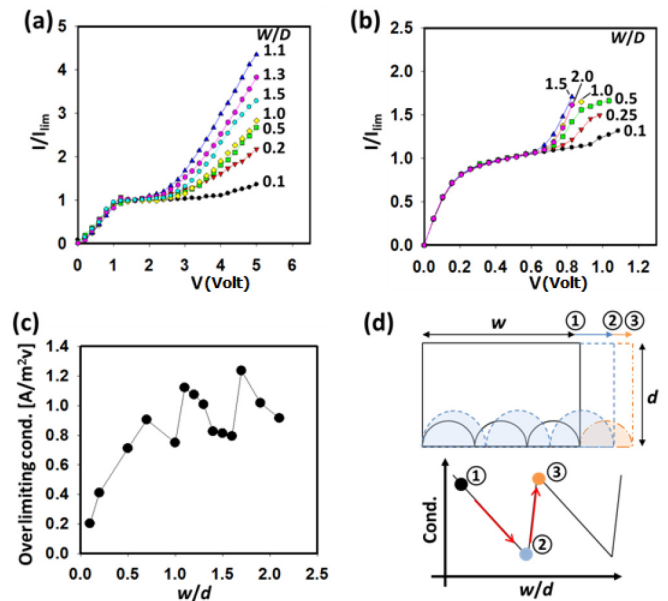 (a)
W/D
5
4
3
2
1
0
I/Ilim
1.1
1.3
1.5
1.0
0.5
0.2
0.1
0 1 2 3 4 5 6
V(Volt)
(b)
W/D
2.5
2.0
1.5
1.0
0.5
0.0
I/Ilim
1.5
2.0
1.0
0.5
0.25
0.1
0.0 0.2 0.4 0.6 0.8 1.0 1.2
V(Volt)
(c)
1.4
1.2
1.0
0.8
0.6
0.4
0.2
0.0
Overlimiting cond. [A/m²v]
0.0 0.5 1.0 1.5 2.0 2.5
w/d
(d)
① ② ③
w
d
①
③
②
Cond.
w/d